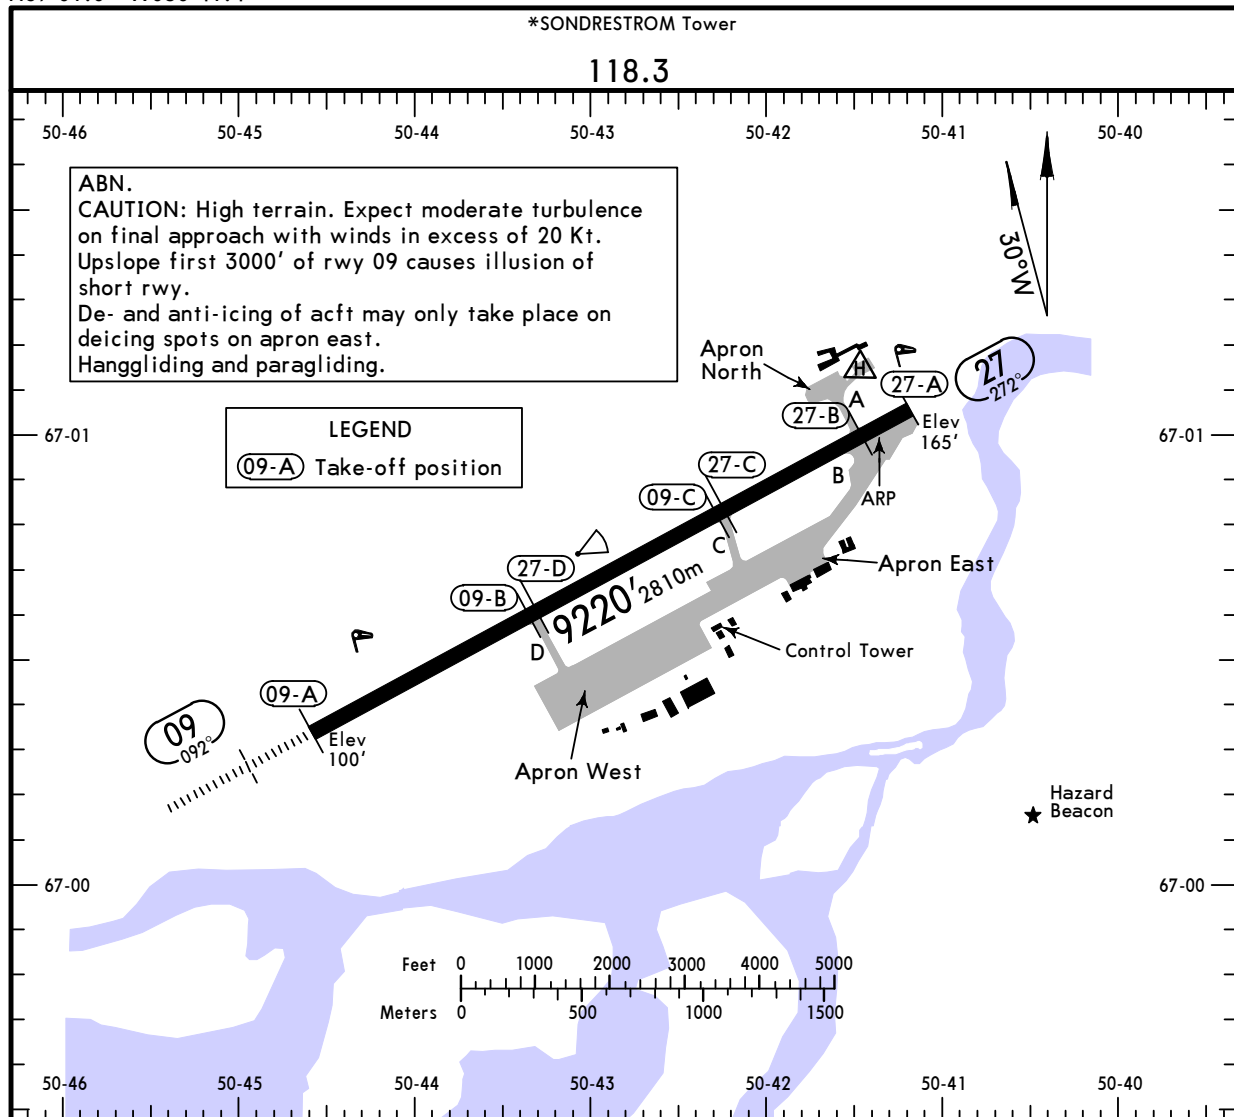 *SONDRESTROM Tower
118.3
50-46 50-45 50-44 50-43 50-42 50-41 50-40
ABN.
CAUTION: High terrain. Expect moderate turbulence
on final approach with winds in excess of 20 Kt.
Upslope first 3000' of rwy 09 causes illusion of
short rwy.
De- and anti-icing of acft may only take place on
deicing spots on apron east.
Hanggliding and paragliding.
30°W
LEGEND
09-A Take-off position
Apron
North
H
27-A
27
272°
A
27-B
Elev
165'
67-01
67-01
27-C
09-C
B
ARP
C
27-D
09-B
9220' 2810m
Apron East
D
Control Tower
09-A
09
092°
Elev
100'
Apron West
Hazard
Beacon
67-00
67-00
Feet 0 1000 2000 3000 4000 5000
Meters 0 500 1000 1500
50-46 50-45 50-44 50-43 50-42 50-41 50-40